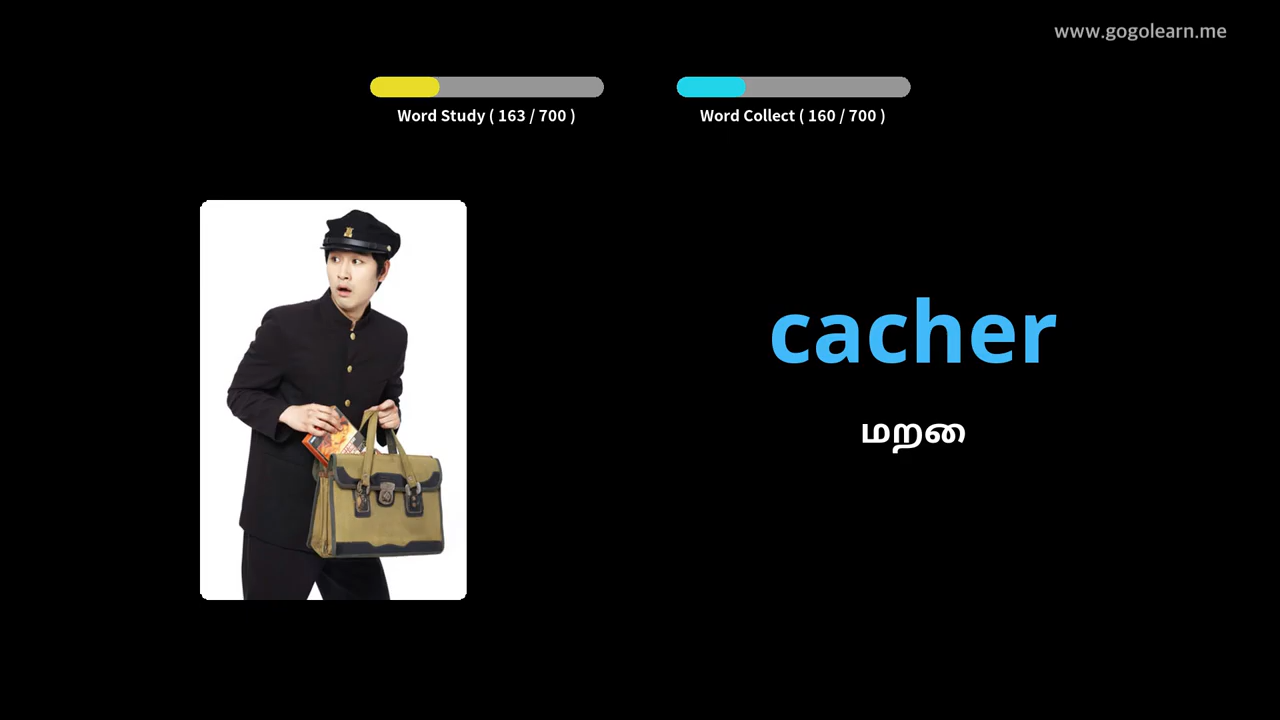 www.gogolearn.me
Word Study ( 163 / 700 )
Word Collect ( 160 / 700 )
cacher
மறை